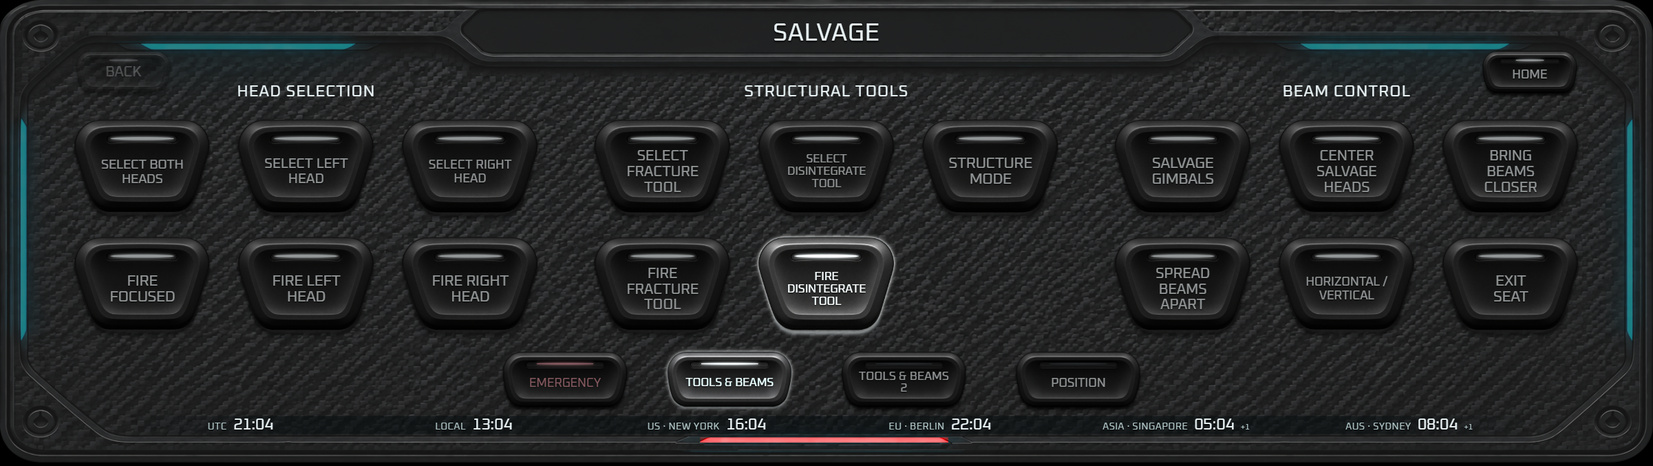 SALVAGE
BACK
HOME
HEAD SELECTION
STRUCTURAL TOOLS
BEAM CONTROL
SELECT BOTH
HEADS
SELECT LEFT
HEAD
SELECT RIGHT
HEAD
SELECT
FRACTURE
TOOL
SELECT
DISINTEGRATE
TOOL
STRUCTURE
MODE
SALVAGE
GIMBALS
CENTER
SALVAGE
HEADS
BRING
BEAMS
CLOSER
FIRE
FOCUSED
FIRE LEFT
HEAD
FIRE RIGHT
HEAD
FIRE
FRACTURE
TOOL
FIRE
DISINTEGRATE
TOOL
SPREAD
BEAMS
APART
HORIZONTAL /
VERTICAL
EXIT
SEAT
EMERGENCY
TOOLS & BEAMS
TOOLS & BEAMS
2
POSITION
UTC 21:04
LOCAL 13:04
US · NEW YORK 16:04
EU · BERLIN 22:04
ASIA · SINGAPORE 05:04 +1
AUS · SYDNEY 08:04 +1